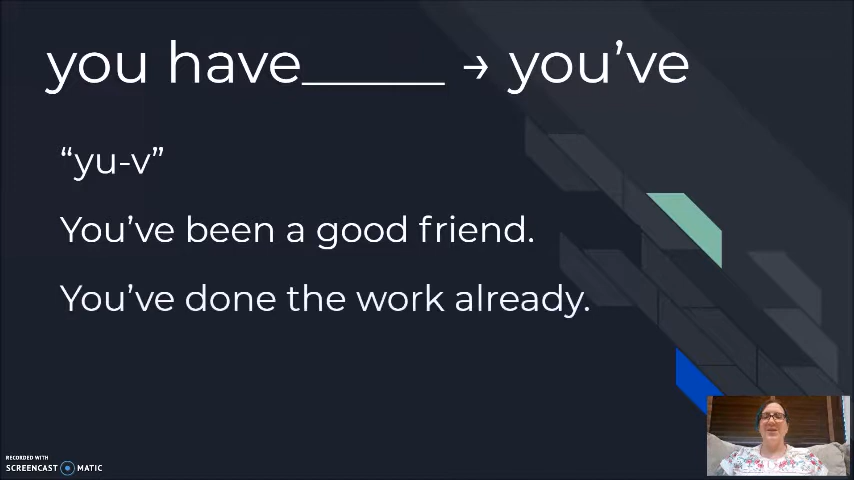 you have_____ → you’ve
“yu-v”
You’ve been a good friend.
You’ve done the work already.
RECORDED WITH
SCREENCAST MATIC